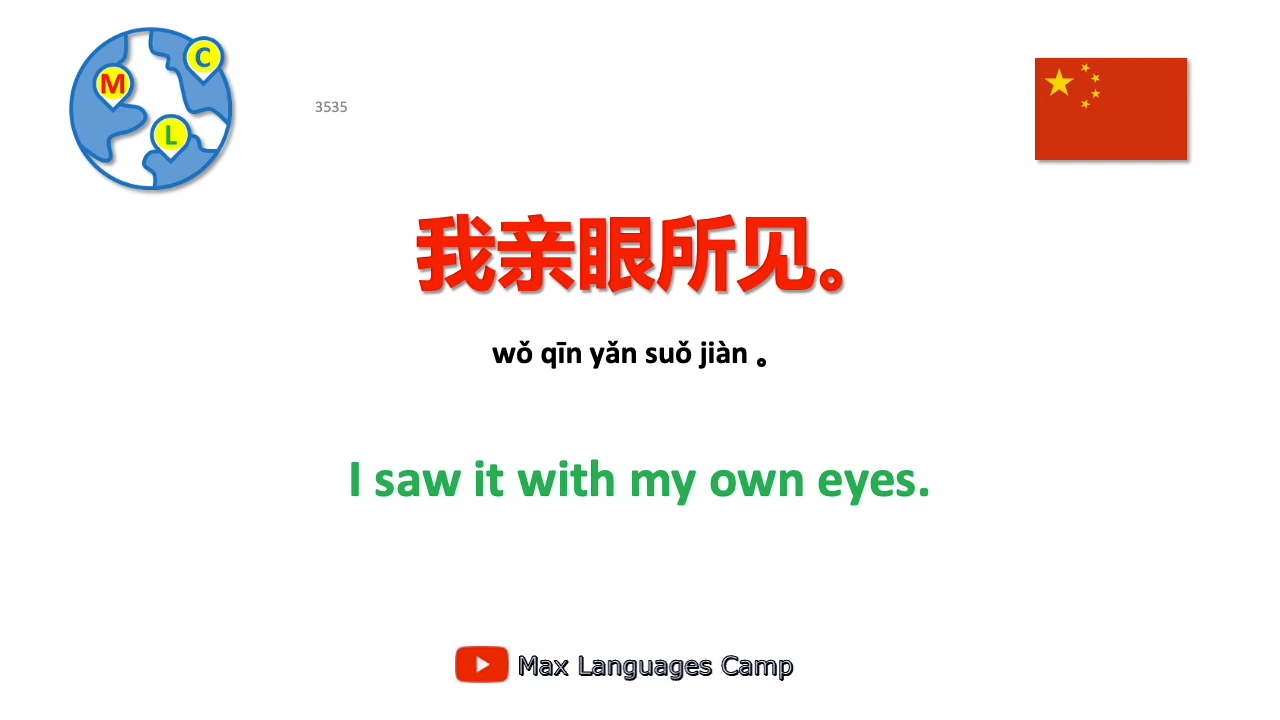 C
M
L
3535
我亲眼所见。
wǒ qīn yǎn suǒ jiàn 。
I saw it with my own eyes.
Max Languages Camp